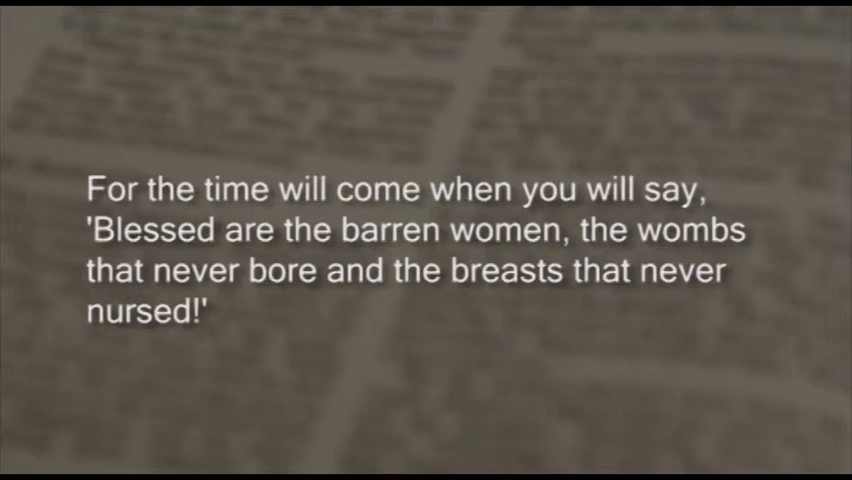 For the time will come when you will say,
'Blessed are the barren women, the wombs
that never bore and the breasts that never
nursed!'